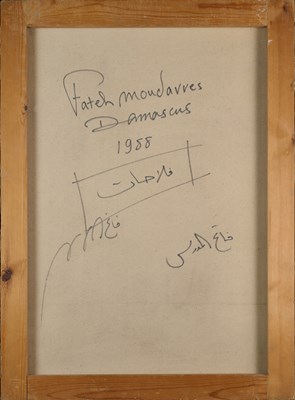 Fateh Moudarres
Damascus
1988
فلاحات
فاتح
فاتح المدرس